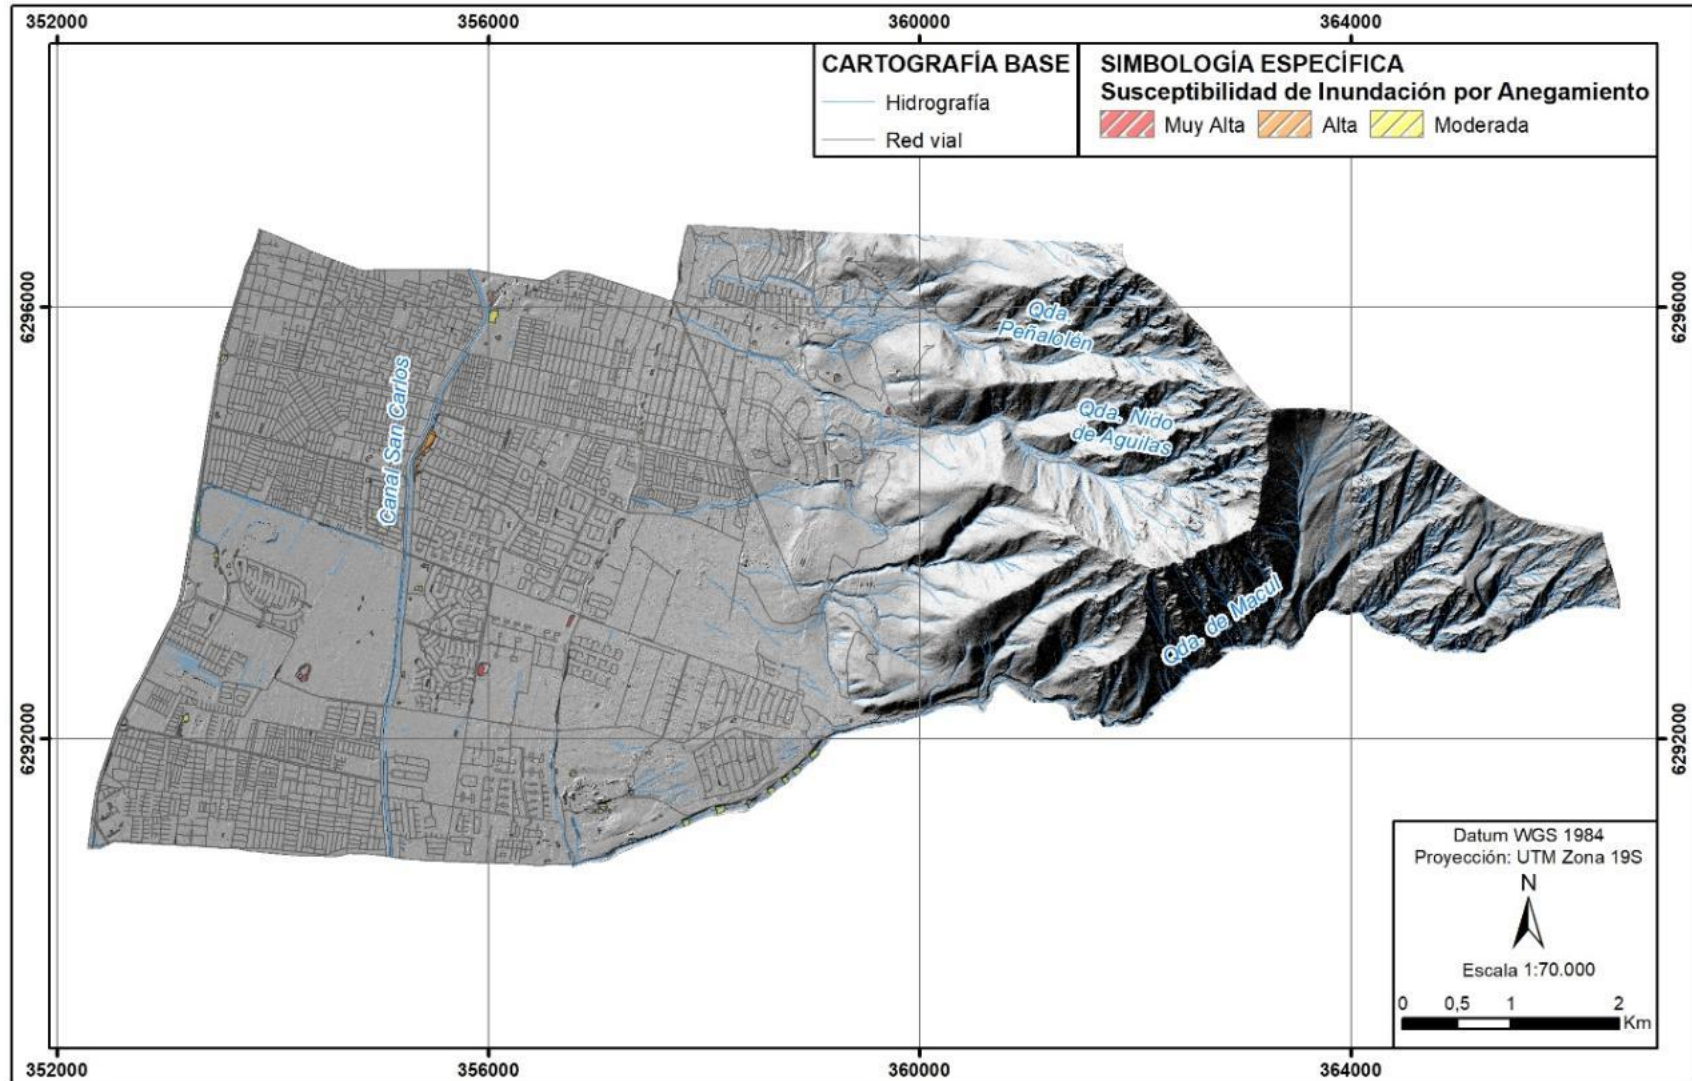 352000
356000
360000
364000
CARTOGRAFÍA BASE
Hidrografía
Red vial
SIMBOLOGÍA ESPECÍFICA
Susceptibilidad de Inundación por Anegamiento
Muy Alta
Alta
Moderada
6296000
6296000
Qda.
Peñalolén
Canal San Carlos
Qda. Nido
de Aguilas
Qda. de Macul
6292000
6292000
Datum WGS 1984
Proyección: UTM Zona 19S
N
Escala 1:70.000
0 0,5 1 2
Km
352000
356000
360000
364000